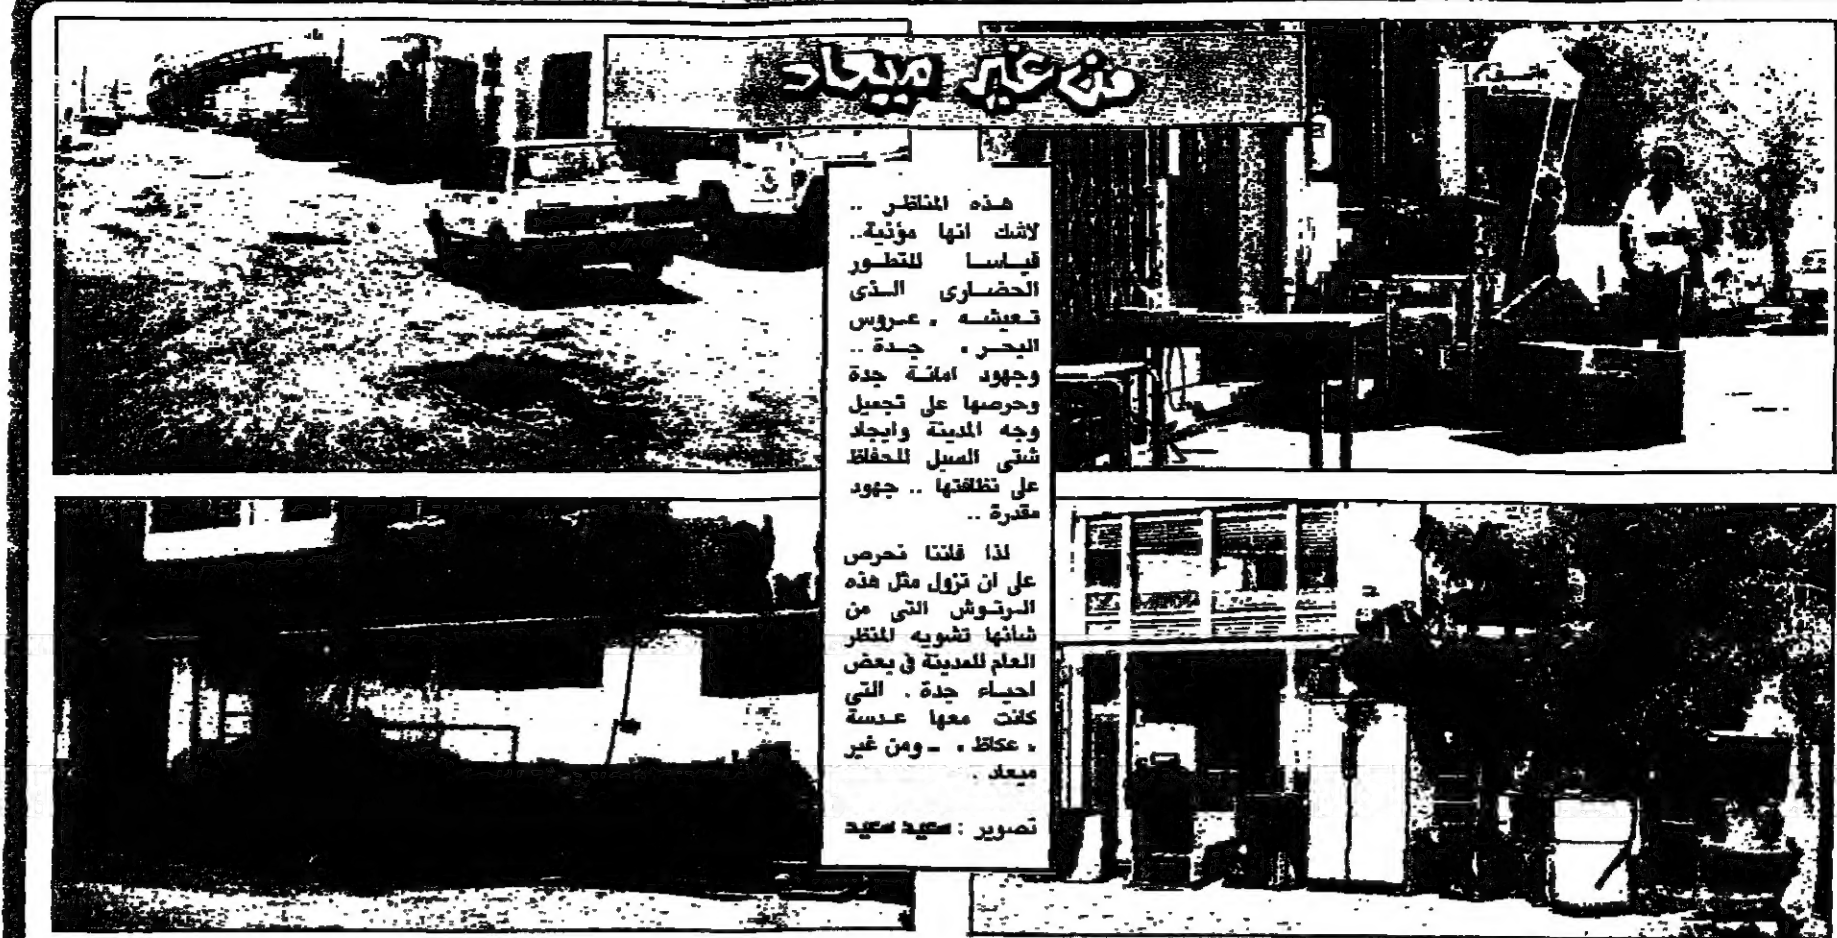 من غير ميعاد
هذه المناظر ..
لاشك انها مؤذية..
قياسا للتطور
الحضارى الذى
تعيشه « عروس
البحر » جدة ..
وجهود امانة جدة
وحرصها على تجميل
وجه المدينة وايجاد
شتى السبل للحفاظ
على نظافتها .. جهود
مقدرة ..
لذا فاننا نحرص
على ان تزول مثل هذه
الرتوش التى من
شأنها تشويه المنظر
العام للمدينة في بعض
احياء جدة . التى
كانت معها عدسة
« عكاظ » - ومن غير
ميعاد .
تصوير : سعيد سعيد